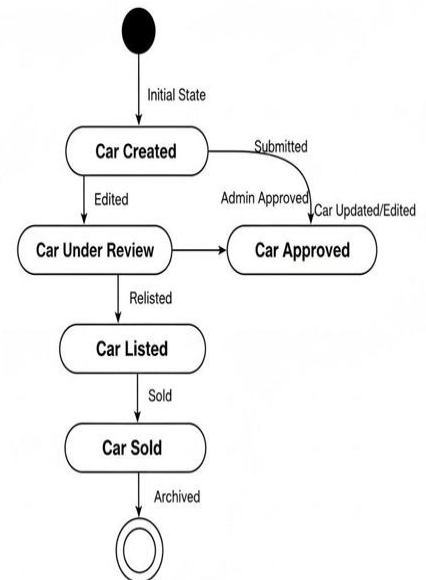 Initial State
Car Created
Submitted
Edited
Admin Approved
Car Updated/Edited
Car Under Review
Car Approved
Relisted
Car Listed
Sold
Car Sold
Archived